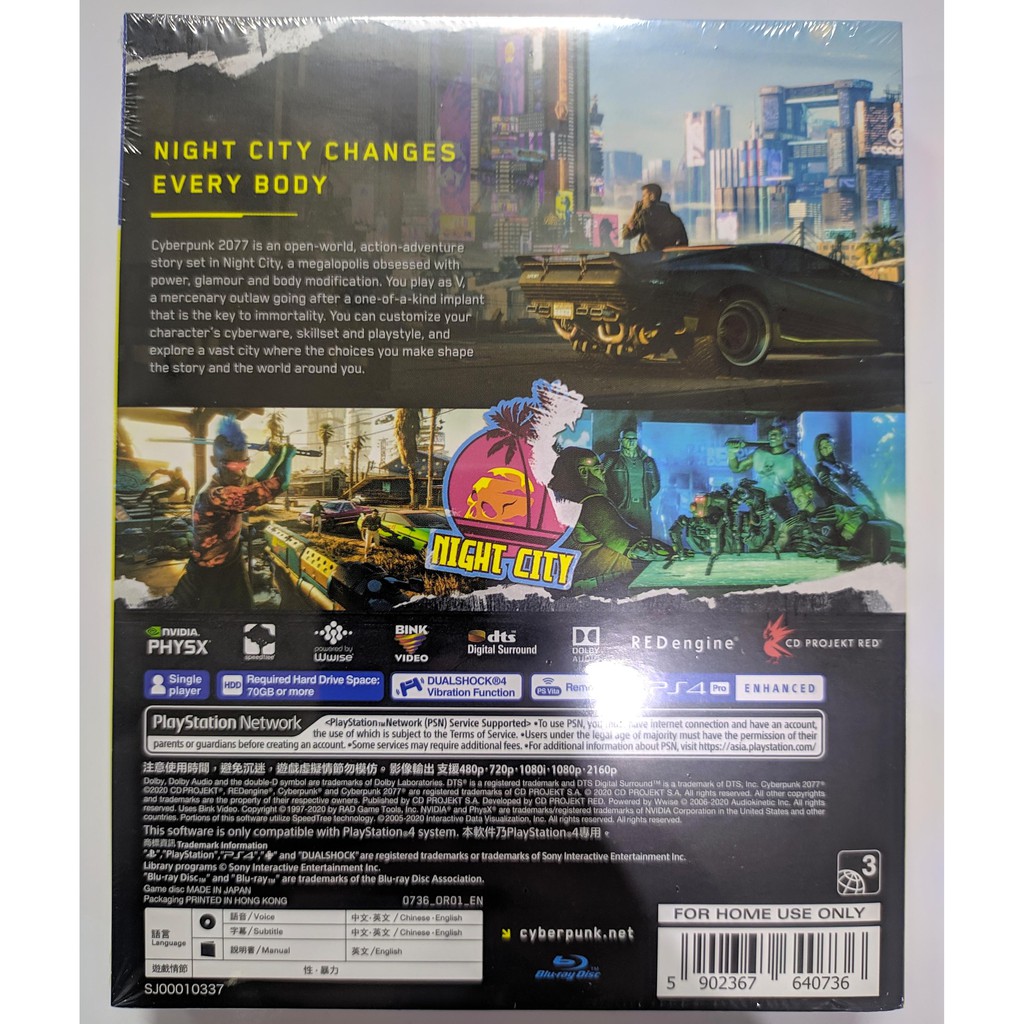 NIGHT CITY CHANGES
EVERY BODY
Cyberpunk 2077 is an open-world, action-adventure
story set in Night City, a megalopolis obsessed with
power, glamour and body modification. You play as V,
a mercenary outlaw going after a one-of-a-kind implant
that is the key to immortality. You can customize your
character's cyberware, skillset and playstyle, and
explore a vast city where the choices you make shape
the story and the world around you.
NIGHT CITY
NVIDIA. PHYSX
SpeedTree
powered by Wwise
BINK VIDEO
dts Digital Surround
DOLBY AUDIO
REDengine®
CD PROJEKT RED®
Single player
HDD Required Hard Drive Space: 70GB or more
DUALSHOCK®4 Vibration Function
PS Vita
PS4 Pro ENHANCED
PlayStation Network <PlayStation™Network (PSN) Service Supported> •To use PSN, you must have internet connection and have an account,
the use of which is subject to the Terms of Service. •Users under the legal age of majority must have the permission of their
parents or guardians before creating an account. •Some services may require additional fees. •For additional information about PSN, visit https://asia.playstation.com/
注意使用時間，避免沉迷，遊戲虛擬情節勿模仿。影像輸出 支援480p·720p·1080i·1080p·2160p
Dolby, Dolby Audio and the double-D symbol are trademarks of Dolby Laboratories. DTS® is a registered trademark and DTS Digital Surround™ is a trademark of DTS, Inc. Cyberpunk 2077®
©2020 CD PROJEKT®, REDengine®, Cyberpunk® and Cyberpunk 2077® are registered trademarks of CD PROJEKT S.A. © 2020 CD PROJEKT S.A. All rights reserved. All other copyrights
and trademarks are the property of their respective owners. Published by CD PROJEKT S.A. Developed by CD PROJEKT RED. Powered by Wwise © 2006-2020 Audiokinetic Inc. All rights
reserved. Uses Bink Video. Copyright ©1997-2020 by RAD Game Tools, Inc. NVIDIA® and PhysX® are trademarks/registered trademarks of NVIDIA Corporation in the United States and other
countries. Portions of this software utilize SpeedTree technology. ©2005-2020 Interactive Data Visualization, Inc. All rights reserved. All rights reserved.
This software is only compatible with PlayStation®4 system. 本軟件乃PlayStation®4專用。
商標資訊 Trademark Information
"PlayStation", "PS4", and "DUALSHOCK" are registered trademarks or trademarks of Sony Interactive Entertainment Inc.
Library programs © Sony Interactive Entertainment Inc.
"Blu-ray Disc™" and "Blu-ray™" are trademarks of the Blu-ray Disc Association.
Game disc MADE IN JAPAN
Packaging PRINTED IN HONG KONG
0736_OR01_EN
3
語言 Language
語音/Voice 中文·英文/Chinese·English
字幕/Subtitle 中文·英文/Chinese·English
說明書/Manual 英文/English
遊戲情節 性·暴力
SJ00010337
cyberpunk.net
Blu-ray Disc™
FOR HOME USE ONLY
5 902367 640736